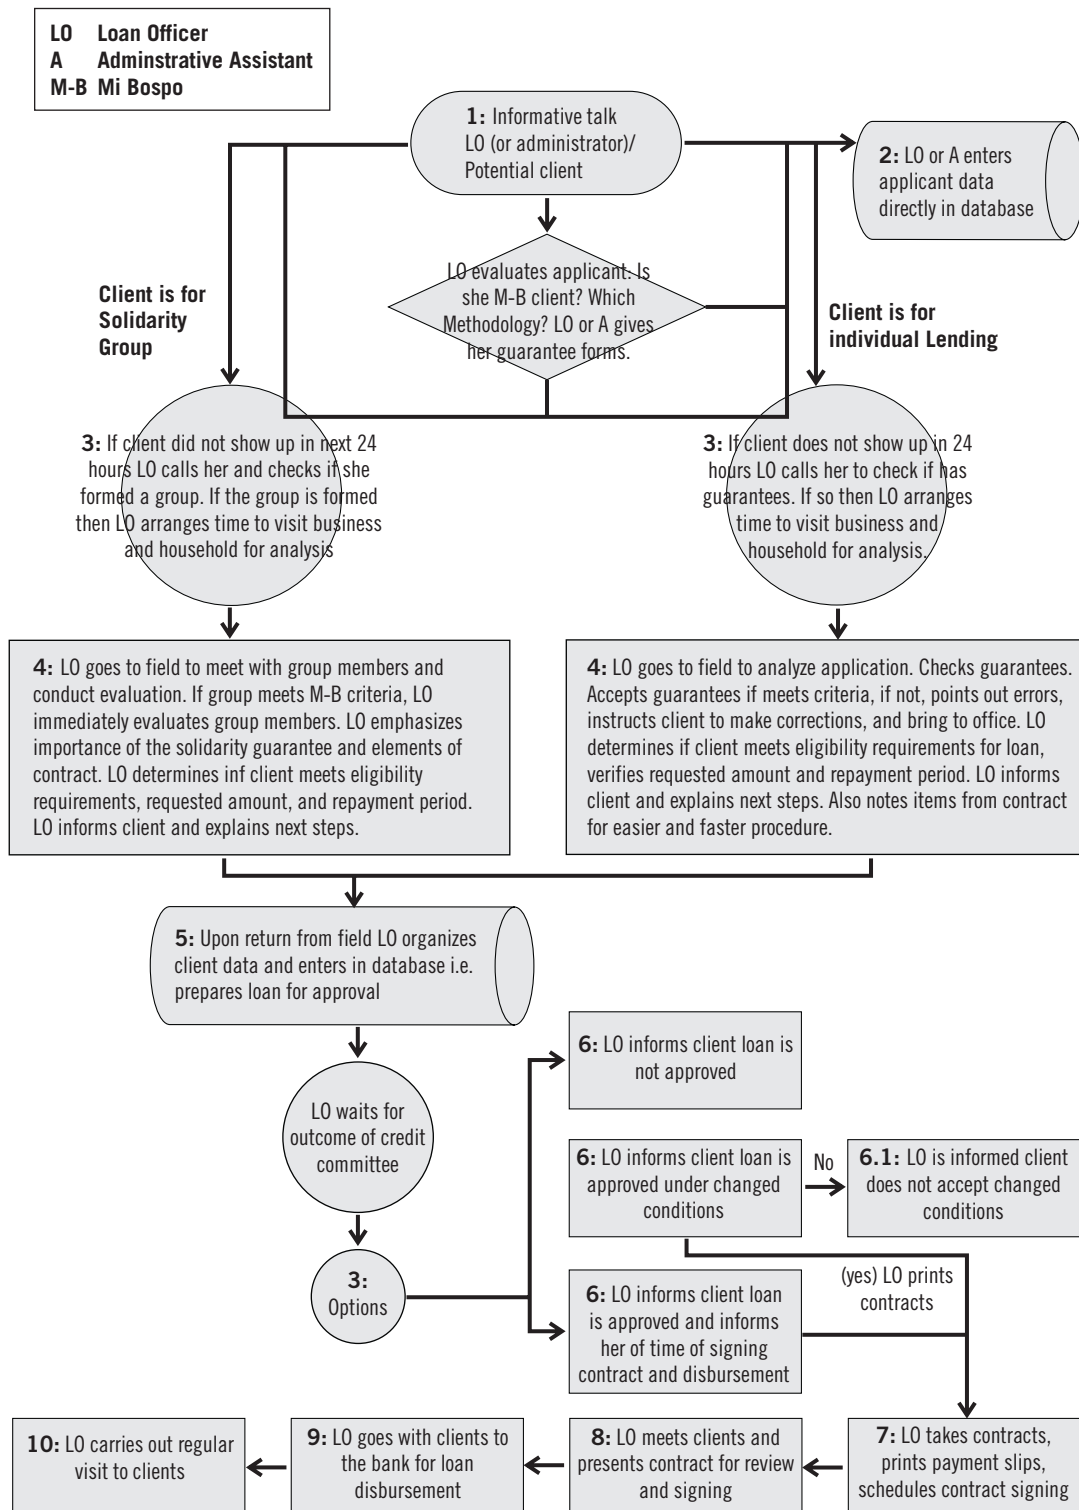 LO Loan Officer
A Adminstrative Assistant
M-B Mi Bospo
1: Informative talk
LO (or administrator)/
Potential client
2: LO or A enters
applicant data
directly in database
LO evaluates applicant: Is
she M-B client? Which
Methodology? LO or A gives
her guarantee forms.
Client is for
Solidarity
Group
Client is for
individual Lending
3: If client did not show up in next 24
hours LO calls her and checks if she
formed a group. If the group is formed
then LO arranges time to visit business
and household for analysis
3: If client does not show up in 24
hours LO calls her to check if has
guarantees. If so then LO arranges
time to visit business and
household for analysis.
4: LO goes to field to meet with group members and
conduct evaluation. If group meets M-B criteria, LO
immediately evaluates group members. LO emphasizes
importance of the solidarity guarantee and elements of
contract. LO determines inf client meets eligibility
requirements, requested amount, and repayment period.
LO informs client and explains next steps.
4: LO goes to field to analyze application. Checks guarantees.
Accepts guarantees if meets criteria, if not, points out errors,
instructs client to make corrections, and bring to office. LO
determines if client meets eligibility requirements for loan,
verifies requested amount and repayment period. LO informs
client and explains next steps. Also notes items from contract
for easier and faster procedure.
5: Upon return from field LO organizes
client data and enters in database i.e.
prepares loan for approval
LO waits for
outcome of credit
committee
3:
Options
6: LO informs client loan is
not approved
6: LO informs client loan is
approved under changed
conditions
No
6.1: LO is informed client
does not accept changed
conditions
(yes) LO prints
contracts
6: LO informs client loan
is approved and informs
her of time of signing
contract and disbursement
7: LO takes contracts,
prints payment slips,
schedules contract signing
8: LO meets clients and
presents contract for review
and signing
9: LO goes with clients to
the bank for loan
disbursement
10: LO carries out regular
visit to clients